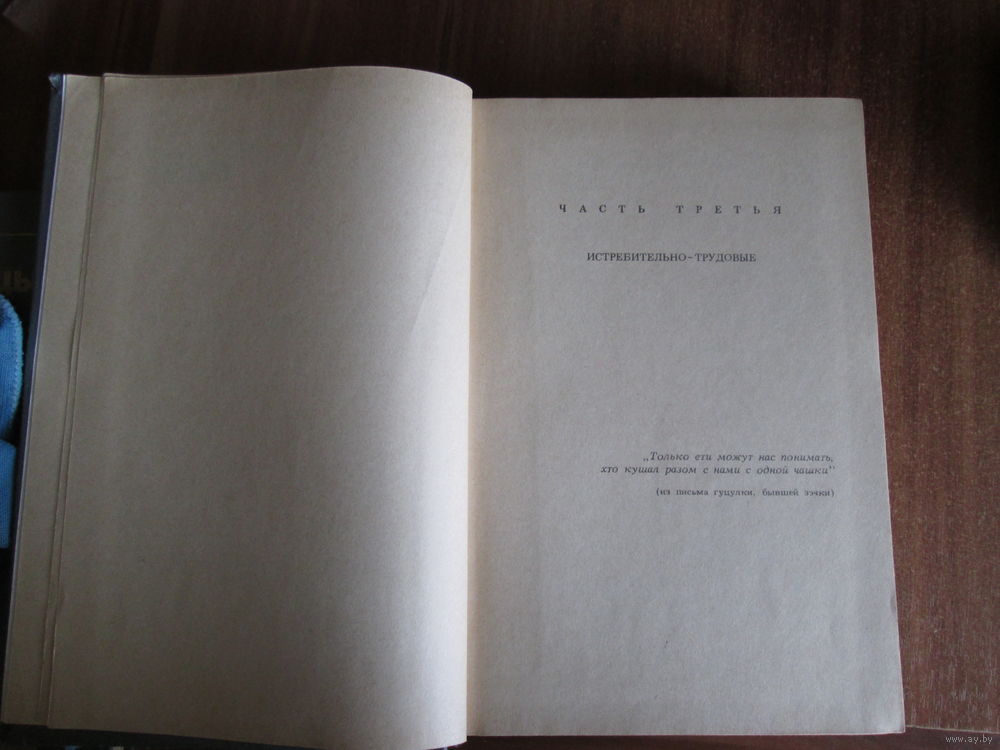 ЧАСТЬ ТРЕТЬЯ
ИСТРЕБИТЕЛЬНО-ТРУДОВЫЕ
„Только ети можут нас понимать,
хто кушал разом с нами с одной чашки"
(из письма гуцулки, бывшей зэчки)
www.ay.by